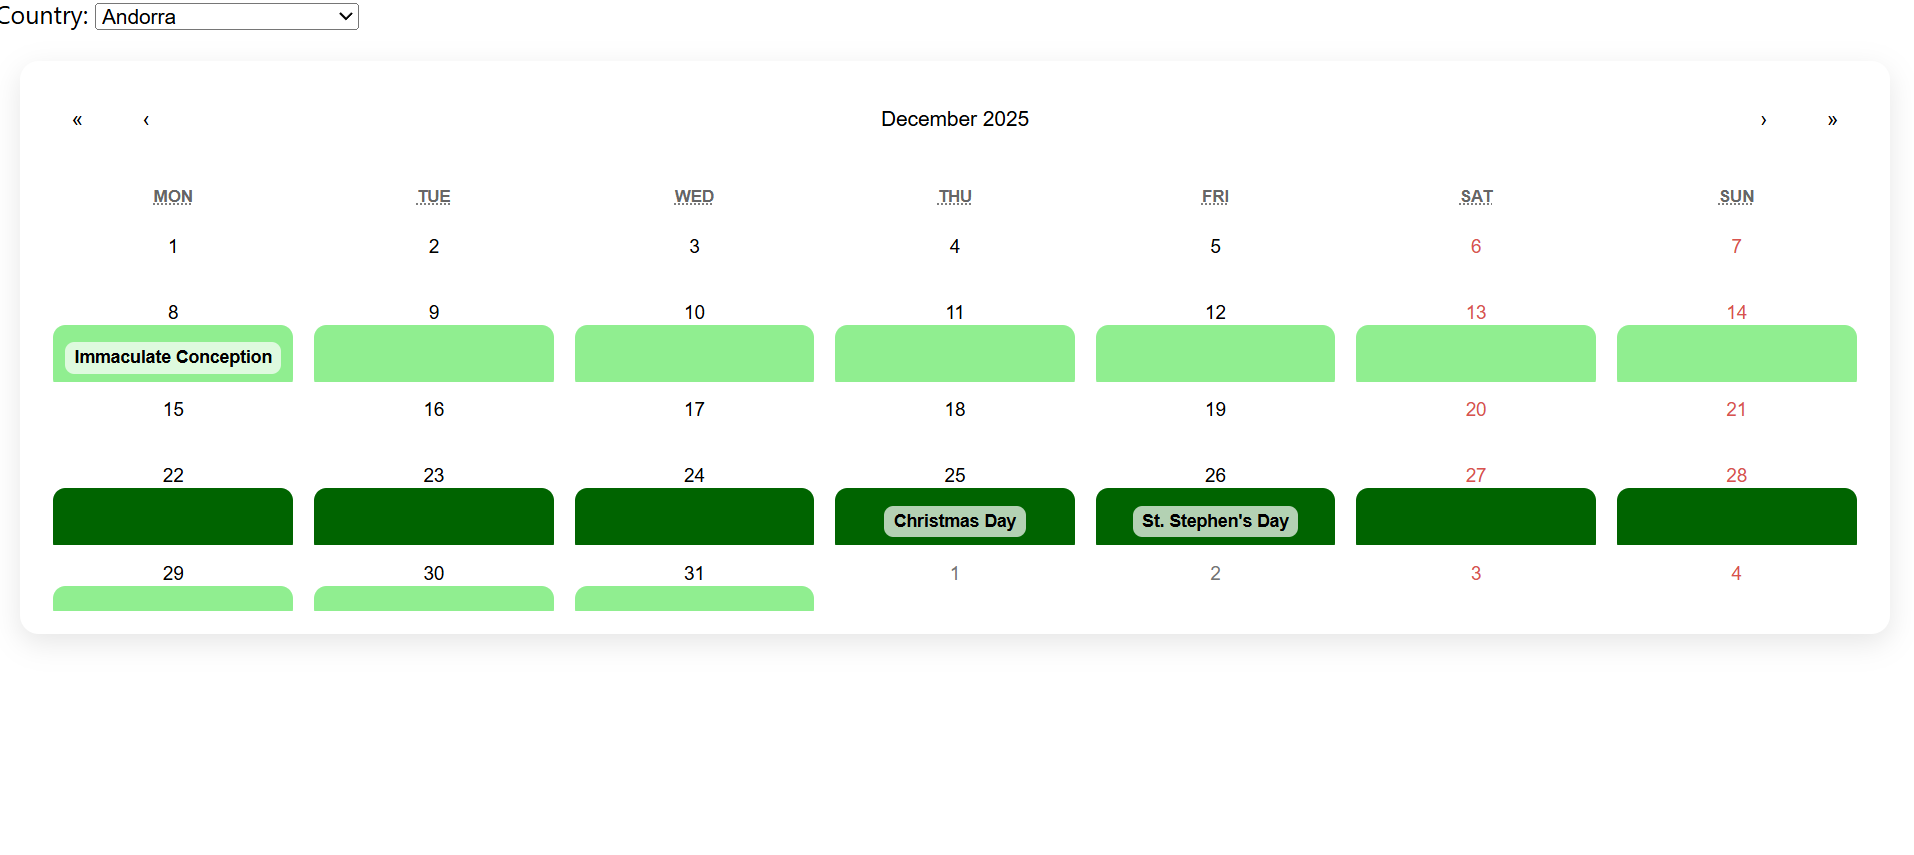 Country: Andorra
« ‹ December 2025 › »
MON TUE WED THU FRI SAT SUN
1 2 3 4 5 6 7
8 9 10 11 12 13 14
Immaculate Conception
15 16 17 18 19 20 21
22 23 24 25 26 27 28
Christmas Day St. Stephen's Day
29 30 31 1 2 3 4